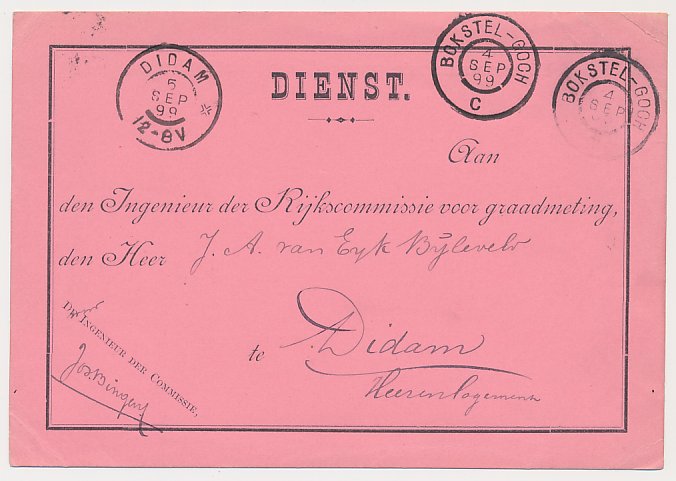 DIDAM
5
SEP
99
12-8V
BOKSTEL-GOCH
4
SEP
99
C
BOKSTEL-GOCH
4
SEP
DIENST.
Aan
den Ingenieur der Rijkscommissie voor graadmeting,
den Heer J. A. van Eyk Bijleveld
te Didam
Heerenlogement
DE INGENIEUR DER COMMISSIE,